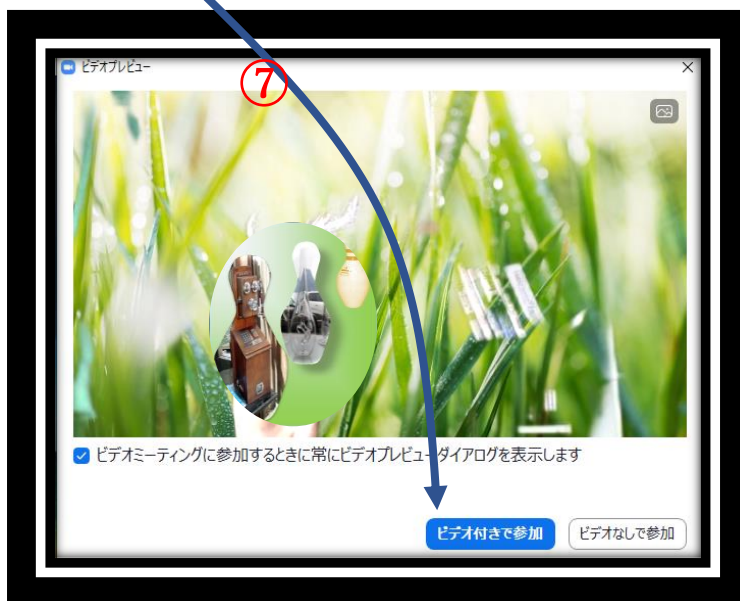 ビデオプレビュー
⑦
ビデオミーティングに参加するときに常にビデオプレビューダイアログを表示します
ビデオ付きで参加
ビデオなしで参加